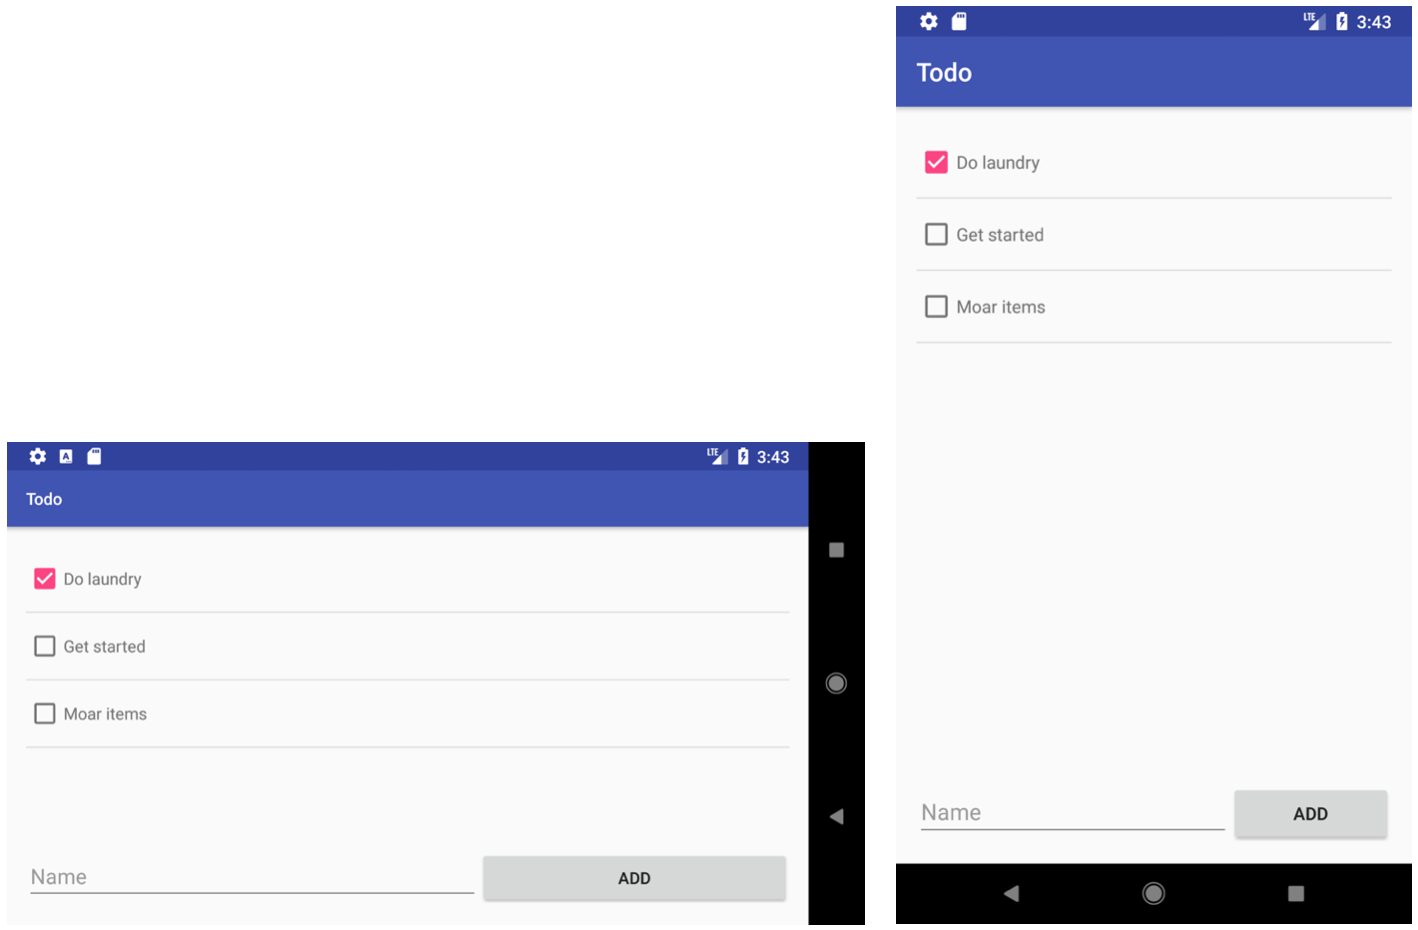 LTE 3:43
Todo
Do laundry
Get started
Moar items
Name ADD
A LTE 3:43
Todo
Do laundry
Get started
Moar items
Name ADD